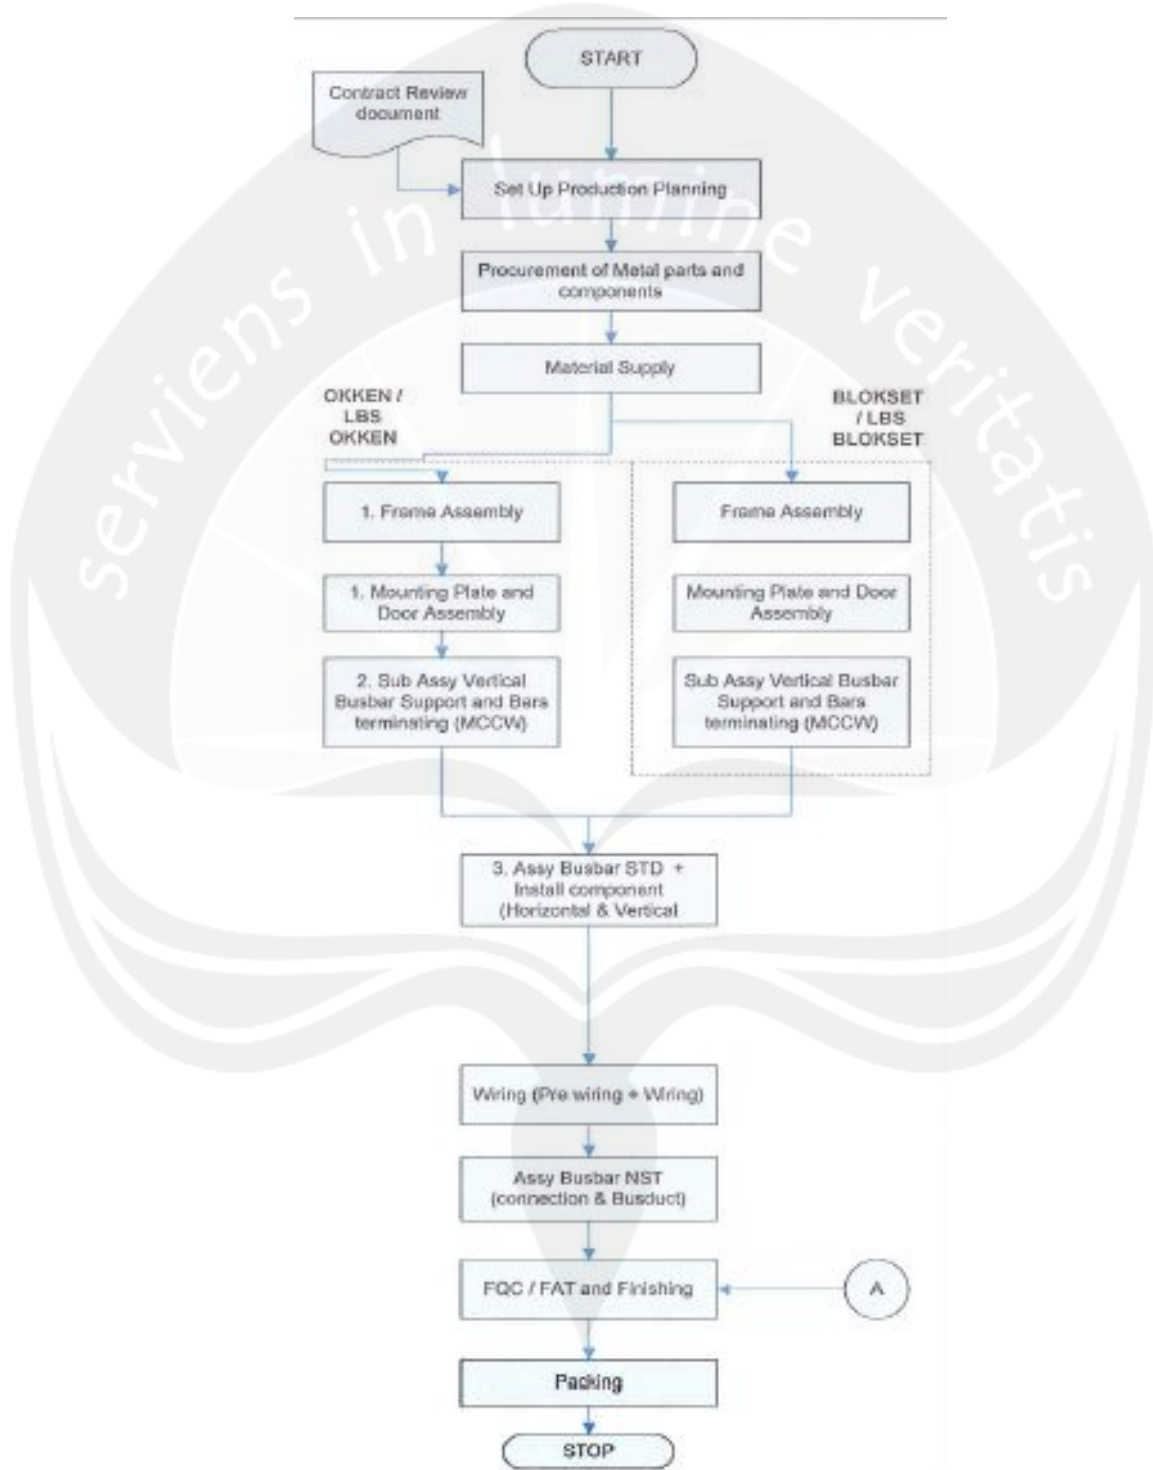 START
Contract Review
document
Set Up Production Planning
Procurement of Metal parts and
components
Material Supply
OKKEN /
LBS
OKKEN
BLOKSET
/ LBS
BLOKSET
1. Frame Assembly
Frame Assembly
1. Mounting Plate and
Door Assembly
Mounting Plate and Door
Assembly
2. Sub Assy Vertical
Busbar Support and Bars
terminating (MCCW)
Sub Assy Vertical Busbar
Support and Bars
terminating (MCCW)
3. Assy Busbar STD +
Install component
(Horizontal & Vertical
Wiring (Pre wiring + Wiring)
Assy Busbar NST
(connection & Busduct)
FQC / FAT and Finishing
A
Packing
STOP
serviens in lumine veritatis